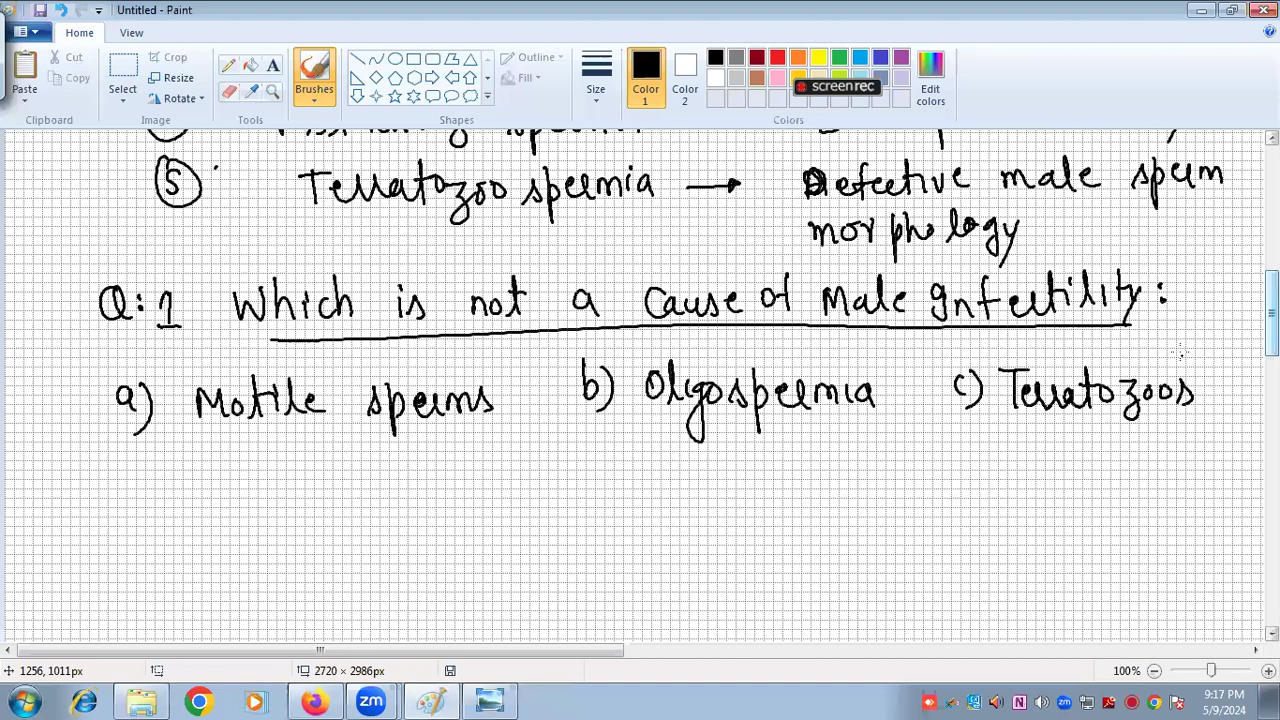 Untitled - Paint
Home View
Paste
Cut
Copy
Clipboard
Select
Crop
Resize
Rotate
Image
Tools
Brushes
Outline
Fill
Shapes
Size
Color 1
Color 2
Edit colors
Colors
screenrec
5 Terratozoospermia → Defective male sperm
morphology
Q:1 Which is not a cause of Male Infertility:
a) Motile sperms b) Oligospermia c) Terratozoos
1256, 1011px 2720 × 2986px 100%
9:17 PM
5/9/2024